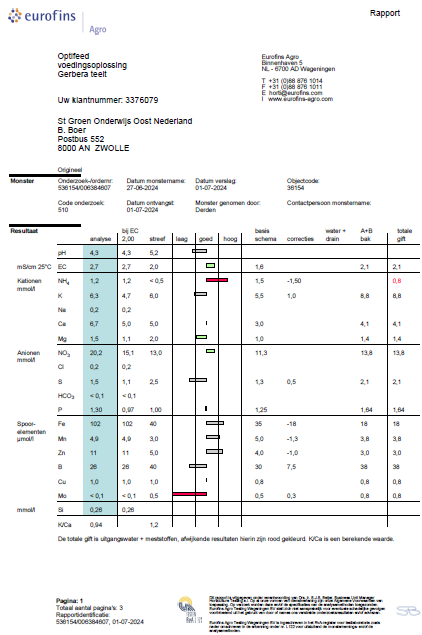 eurofins
Agro
Rapport
Optifeed
voedingsoplossing
Gerbera teelt
Eurofins Agro
Binnenhaven 5
NL - 6700 AD Wageningen
T +31 (0)88 876 1014
F +31 (0)88 876 1011
E horti@eurofins.com
I www.eurofins-agro.com
Uw klantnummer: 3376079
St Groen Onderwijs Oost Nederland
B. Boer
Postbus 552
8000 AN ZWOLLE
Origineel
Monster Onderzoek-/ordernr: Datum monstername: Datum verslag: Objectcode:
536154/006384607 27-06-2024 01-07-2024 36154
Code onderzoek: Datum ontvangst: Monster genomen door: Contactpersoon monstername:
510 01-07-2024 Derden
Resultaat bij EC basis water + A+B totale
analyse 2,00 streef laag goed hoog schema correcties drain bak gift
pH 4,3 4,3 5,2
mS/cm 25°C EC 2,7 2,7 2,0 1,6 2,1 2,1
Kationen NH4 1,2 1,2 < 0,5 1,5 -1,50 0,8
mmol/l K 6,3 4,7 6,0 5,5 1,0 8,8 8,8
Na 0,2 0,2
Ca 6,7 5,0 5,0 3,0 4,1 4,1
Mg 1,5 1,1 2,0 1,0 1,4 1,4
Anionen NO3 20,2 15,1 13,0 11,3 13,8 13,8
mmol/l Cl 0,2 0,2
S 1,5 1,1 2,5 1,3 0,5 2,1 2,1
HCO3 < 0,1 < 0,1
P 1,30 0,97 1,00 1,25 1,64 1,64
Spoor- Fe 102 102 40 35 -18 18 18
elementen Mn 4,9 4,9 3,0 5,0 -1,3 3,8 3,8
µmol/l Zn 11 11 5,0 4,0 -1,0 3,0 3,0
B 26 26 40 30 7,5 38 38
Cu 1,0 1,0 1,0 0,8 0,8 0,8
Mo < 0,1 < 0,1 0,5 0,5 0,3 0,8 0,8
mmol/l Si 0,26 0,26
K/Ca 0,94 1,2
De totale gift is uitgangswater + meststoffen, afwijkende resultaten hierin zijn rood gekleurd. K/Ca is een berekende waarde.
Pagina: 1
Totaal aantal pagina's: 3
Rapportidentificatie:
536154/006384607, 01-07-2024